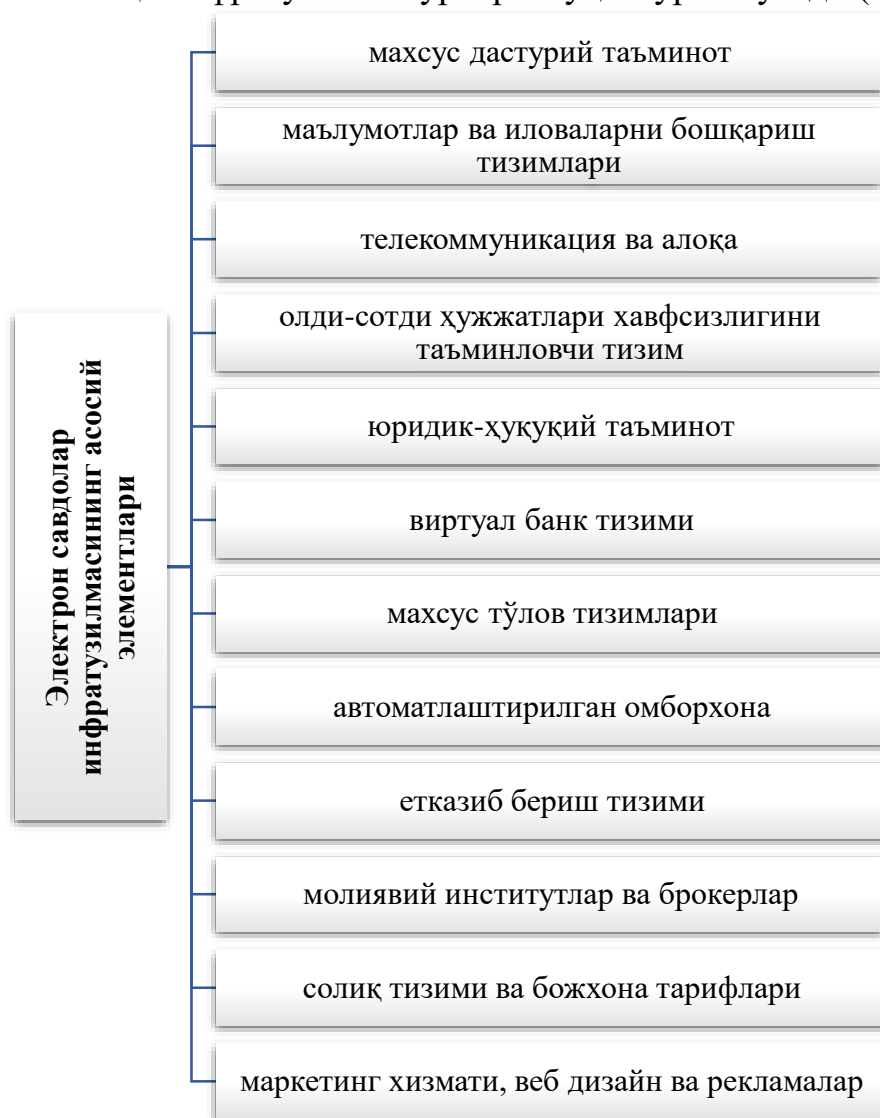 Электрон савдолар
инфратузилмасининг асосий
элементлари
махсус дастурий таъминот
маълумотлар ва иловаларни бошқариш
тизимлари
телекоммуникация ва алоқа
олди-сотди ҳужжатлари хавфсизлигини
таъминловчи тизим
юридик-ҳуқуқий таъминот
виртуал банк тизими
махсус тўлов тизимлари
автоматлаштирилган омборхона
етказиб бериш тизими
молиявий институтлар ва брокерлар
солиқ тизими ва божхона тарифлари
маркетинг хизмати, веб дизайн ва рекламалар